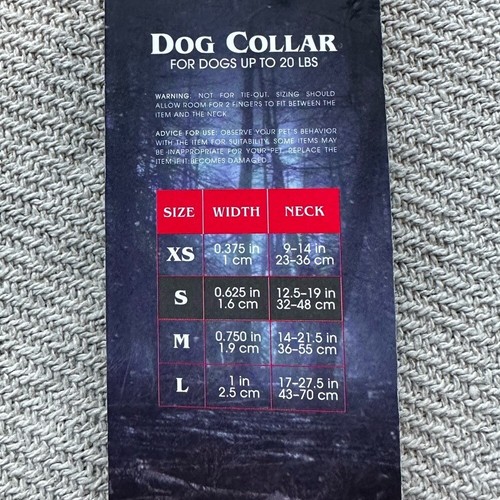 DOG COLLAR
FOR DOGS UP TO 20 LBS
WARNING: NOT FOR TIE-OUT. SIZING SHOULD
ALLOW ROOM FOR 2 FINGERS TO FIT BETWEEN THE
ITEM AND THE NECK.
ADVICE FOR USE: OBSERVE YOUR PET'S BEHAVIOR
WITH THE ITEM FOR SUITABILITY. SOME ITEMS MAY
BE INAPPROPRIATE FOR YOUR PET. REPLACE THE
ITEM IF IT BECOMES DAMAGED.
SIZE WIDTH NECK
XS 0.375 in 9-14 in
1 cm 23-36 cm
S 0.625 in 12.5-19 in
1.6 cm 32-48 cm
M 0.750 in 14-21.5 in
1.9 cm 36-55 cm
L 1 in 17-27.5 in
2.5 cm 43-70 cm